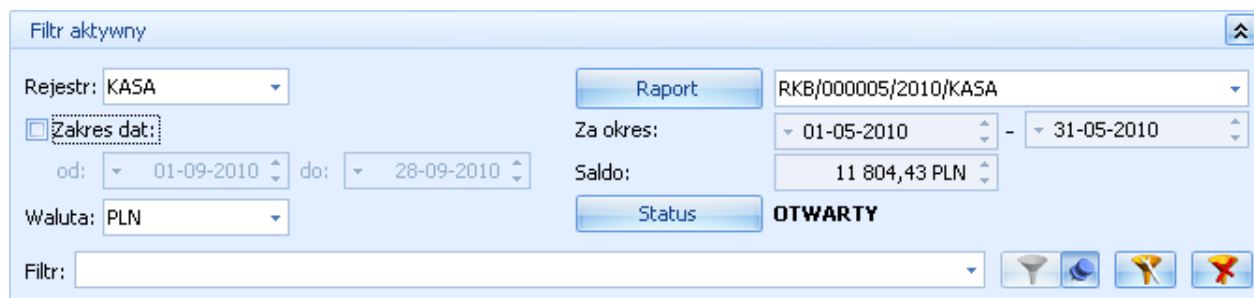 Filtr aktywny
Rejestr: KASA Raport RKB/000005/2010/KASA
Zakres dat: Za okres: 01-05-2010 - 31-05-2010
od: 01-09-2010 do: 28-09-2010 Saldo: 11 804,43 PLN
Waluta: PLN Status OTWARTY
Filtr: